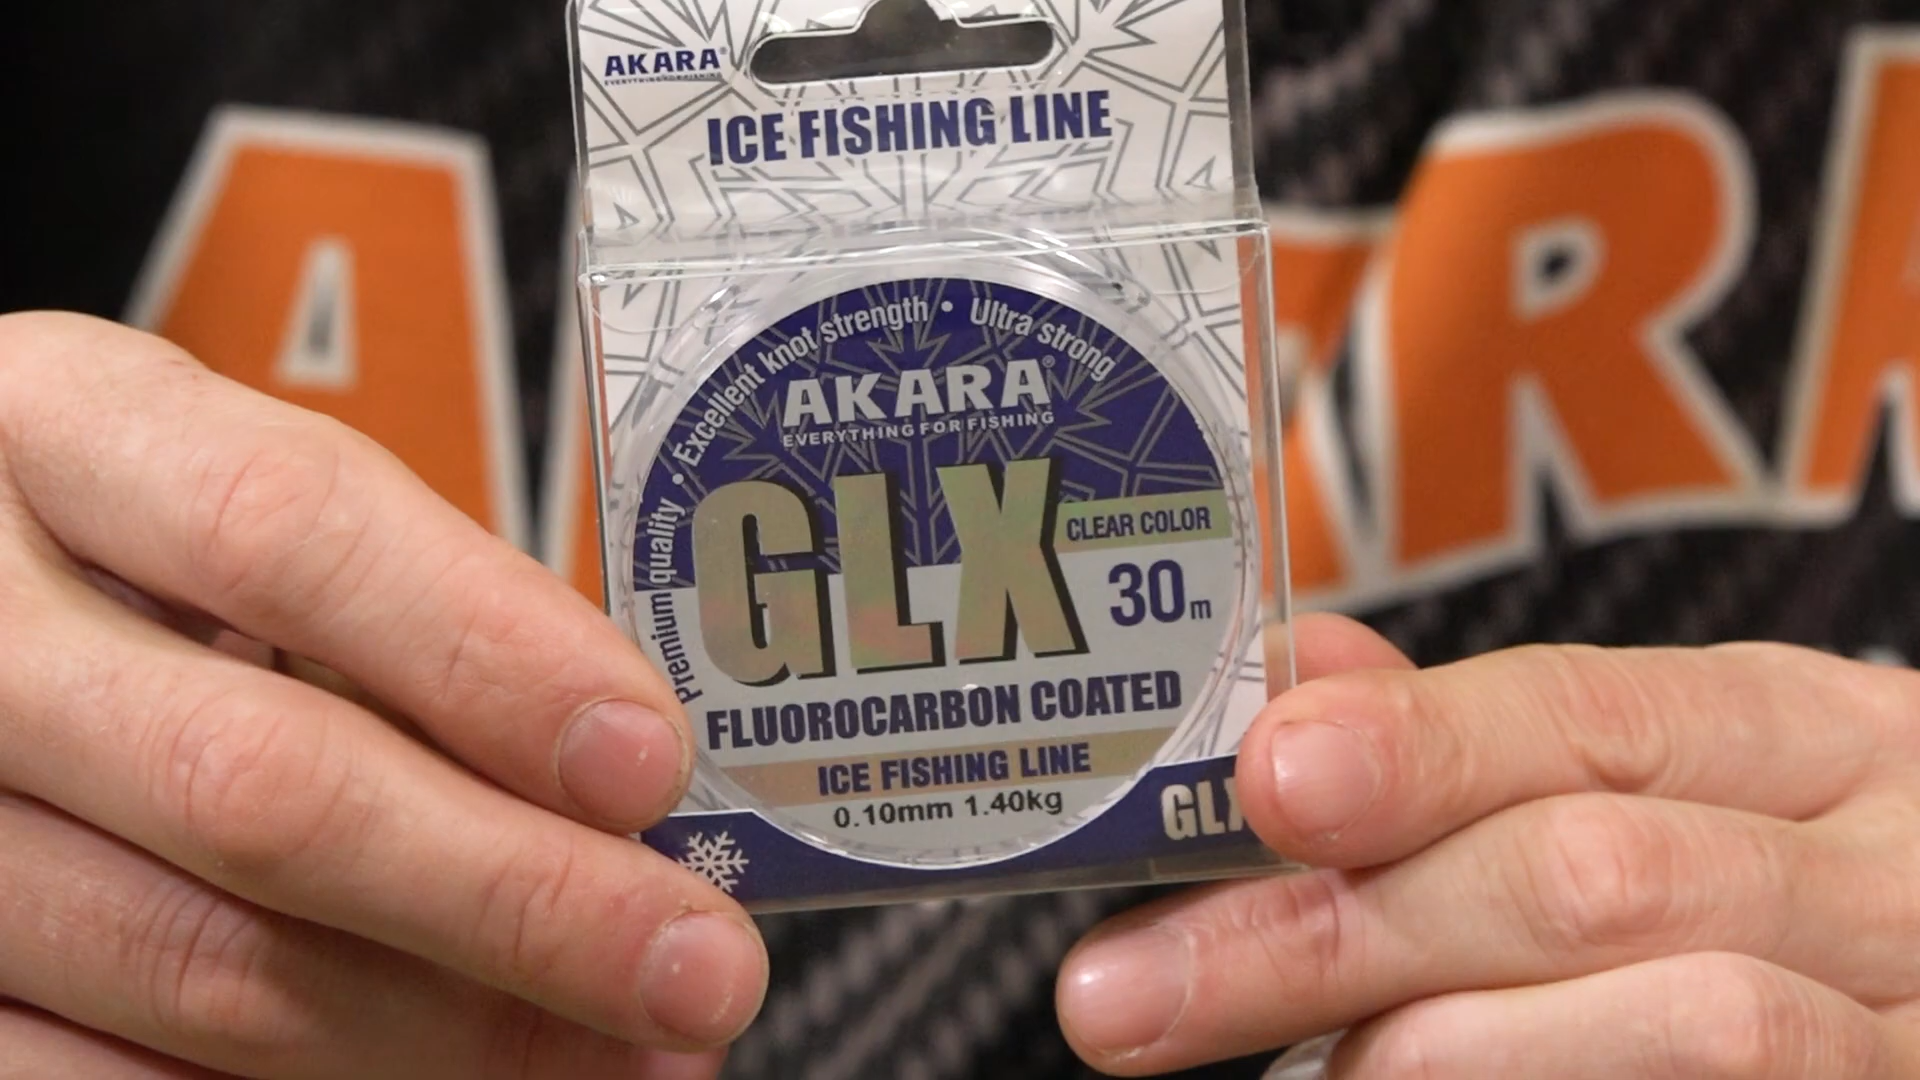 AKARA®
EVERYTHING FOR FISHING
ICE FISHING LINE
Premium quality • Excellent knot strength • Ultra strong
AKARA®
EVERYTHING FOR FISHING
GLX
CLEAR COLOR
30m
FLUOROCARBON COATED
ICE FISHING LINE
0.10mm 1.40kg
GLX